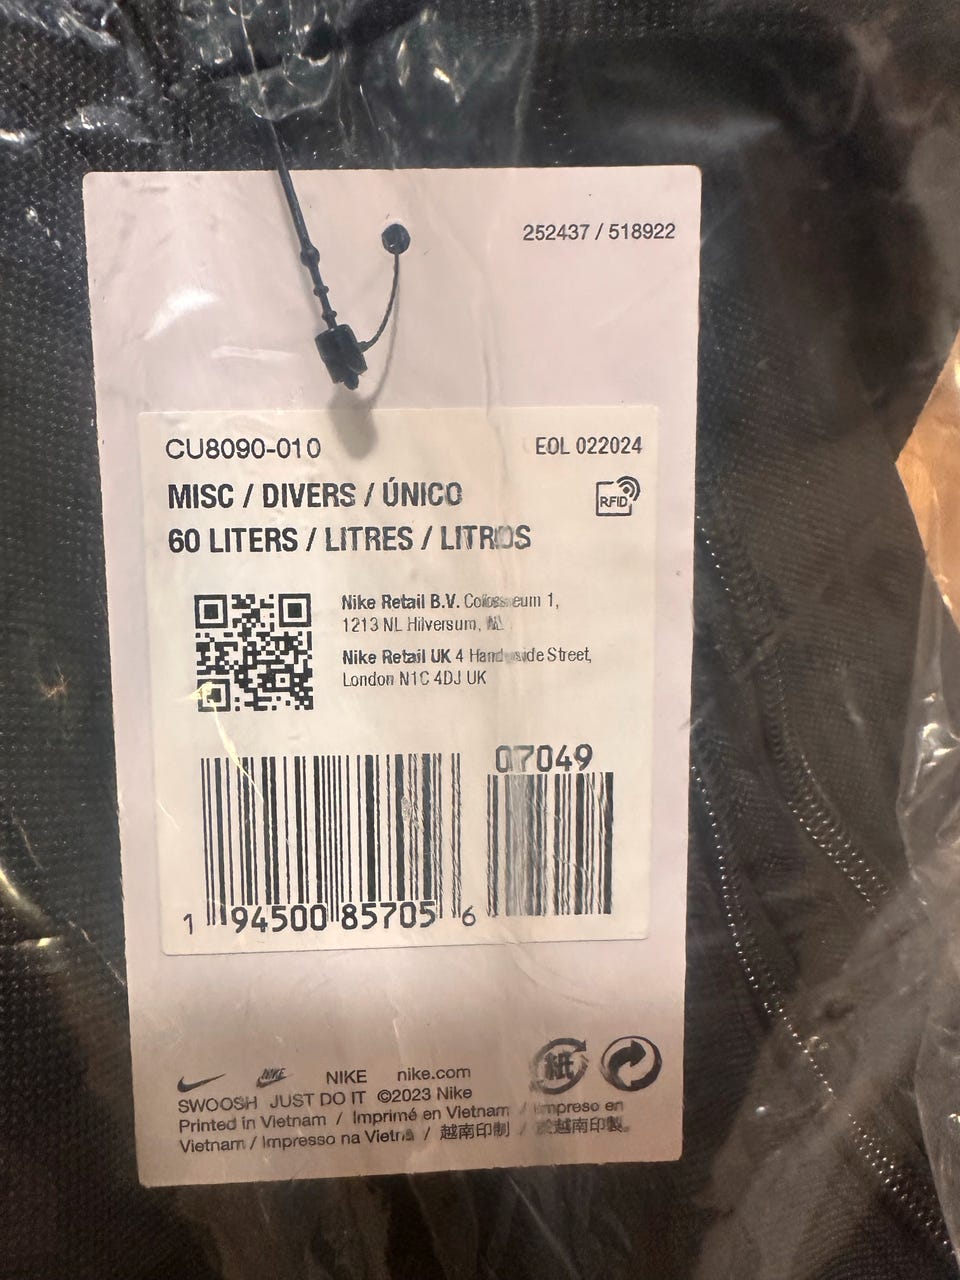 252437 / 518922
CU8090-010
EOL 022024
MISC / DIVERS / ÚNICO
RFID
60 LITERS / LITRES / LITROS
Nike Retail B.V. Colosseum 1,
1213 NL Hilversum, NL
Nike Retail UK 4 Handyside Street,
London N1C 4DJ UK
07049
1 94500 85705 6
NIKE NIKE nike.com
紙
SWOOSH JUST DO IT ©2023 Nike
Printed in Vietnam / Imprimé en Vietnam / Impreso en
Vietnam / Impresso na Vietnã / 越南印制 / 於越南印製。